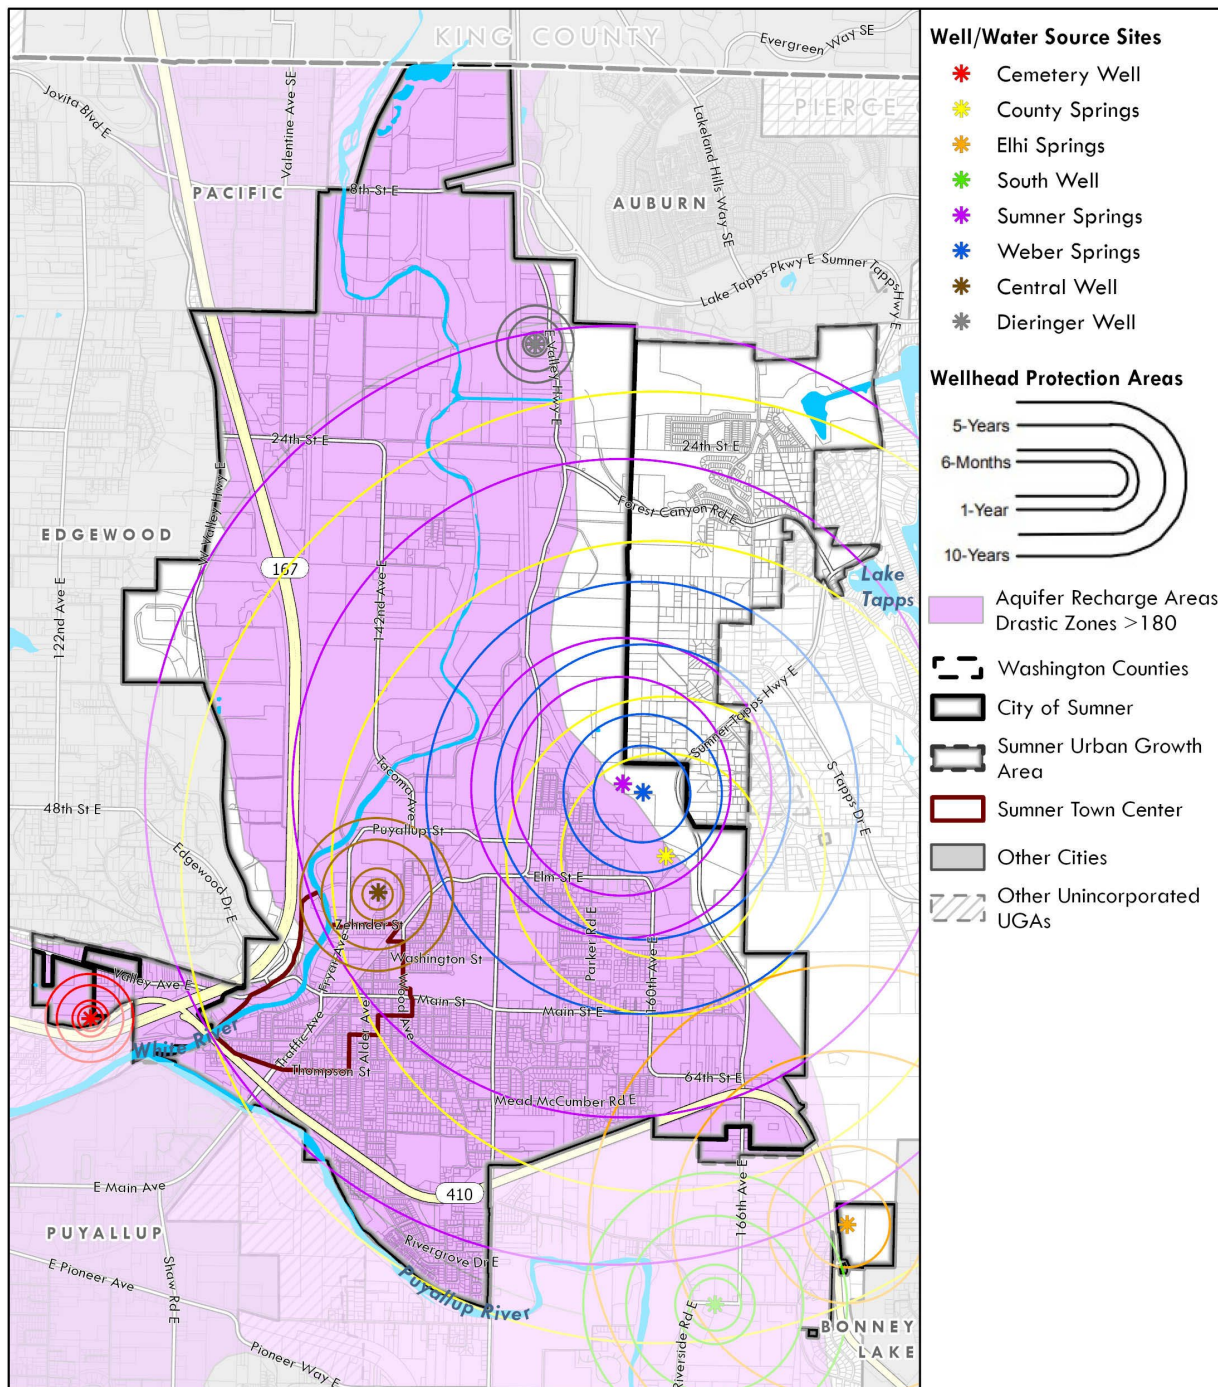 KING COUNTY
Evergreen Way SE
Jovita Blvd E
Valentine Ave SE
PIERCE
Lakeland Hills Way SE
PACIFIC
8th St E
AUBURN
Lake Tapps Pkwy E
Sumner Tapps Hwy E
E Valley Hwy E
24th St E
24th St E
W Valley Hwy E
Forest Canyon Rd E
EDGEWOOD
167
142nd Ave E
122nd Ave E
Lake
Tapps
Sumner-Tapps Hwy E
S Tapps Dr E
Tacoma Ave
48th St E
Puyallup St
Edgewood Dr E
Elm St E
Zehnder St
Fryar Ave
Washington St
Parker Rd E
160th Ave E
Valley Ave E
Wood Ave
Main St
Main St E
White River
Traffic Ave
Alder Ave
Thompson St
64th St E
Mead McCumber Rd E
E Main Ave
410
166th Ave E
PUYALLUP
Rivergrove Dr E
E Pioneer Ave
Shaw Rd E
Puyallup River
Riverside Rd E
Pioneer Way E
BONNEY
LAKE
Well/Water Source Sites
Cemetery Well
County Springs
Elhi Springs
South Well
Sumner Springs
Weber Springs
Central Well
Dieringer Well
Wellhead Protection Areas
5-Years
6-Months
1-Year
10-Years
Aquifer Recharge Areas
Drastic Zones >180
Washington Counties
City of Sumner
Sumner Urban Growth
Area
Sumner Town Center
Other Cities
Other Unincorporated
UGAs